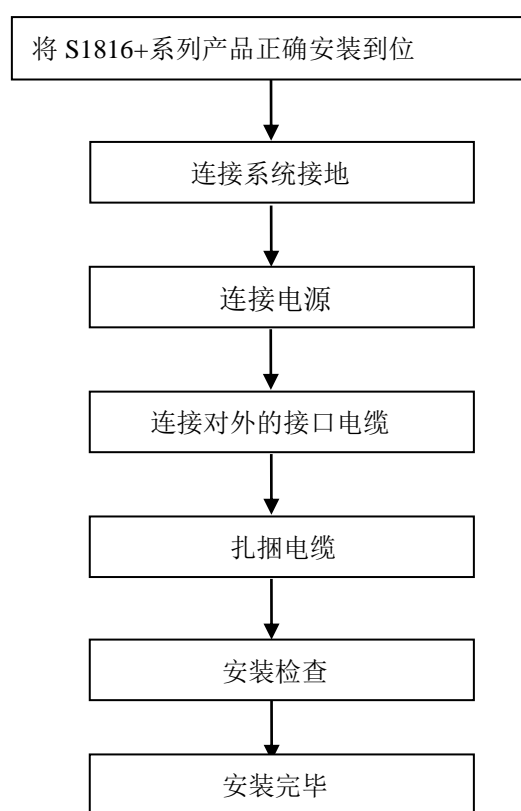 将 S1816+系列产品正确安装到位
连接系统接地
连接电源
连接对外的接口电缆
扎捆电缆
安装检查
安装完毕